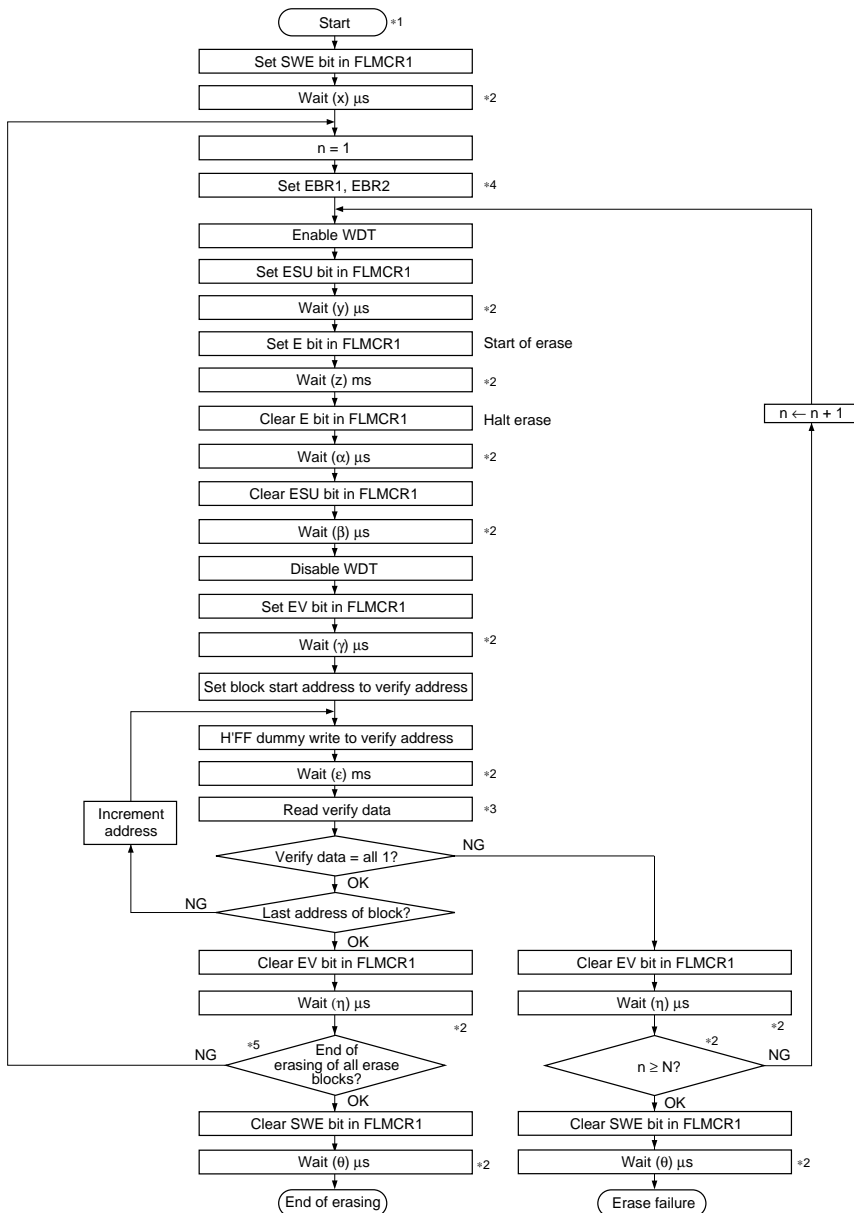 Start *1
Set SWE bit in FLMCR1
Wait (x) μs *2
n = 1
Set EBR1, EBR2 *4
Enable WDT
Set ESU bit in FLMCR1
Wait (y) μs *2
Set E bit in FLMCR1 Start of erase
Wait (z) ms *2
Clear E bit in FLMCR1 Halt erase
n ← n + 1
Wait (α) μs *2
Clear ESU bit in FLMCR1
Wait (β) μs *2
Disable WDT
Set EV bit in FLMCR1
Wait (γ) μs *2
Set block start address to verify address
H'FF dummy write to verify address
Wait (ε) ms *2
Increment
address
Read verify data *3
Verify data = all 1? NG
OK
NG Last address of block?
OK
Clear EV bit in FLMCR1 Clear EV bit in FLMCR1
Wait (η) μs Wait (η) μs
*2 *2
NG *5 End of
erasing of all erase
blocks?
*2
n ≥ N? NG
OK OK
Clear SWE bit in FLMCR1 Clear SWE bit in FLMCR1
Wait (θ) μs *2 Wait (θ) μs *2
End of erasing Erase failure